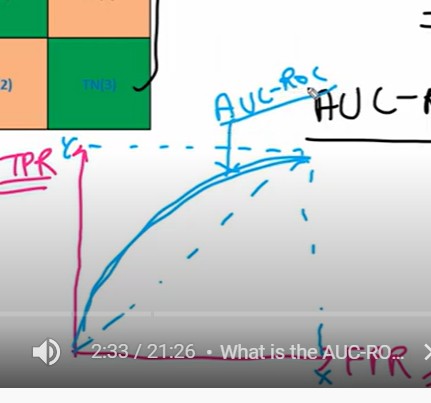 2)
TN(3)
AUC-ROC
AUC-R
TPR
FPR
x
2:33 / 21:26 • What is the AUC-RO...